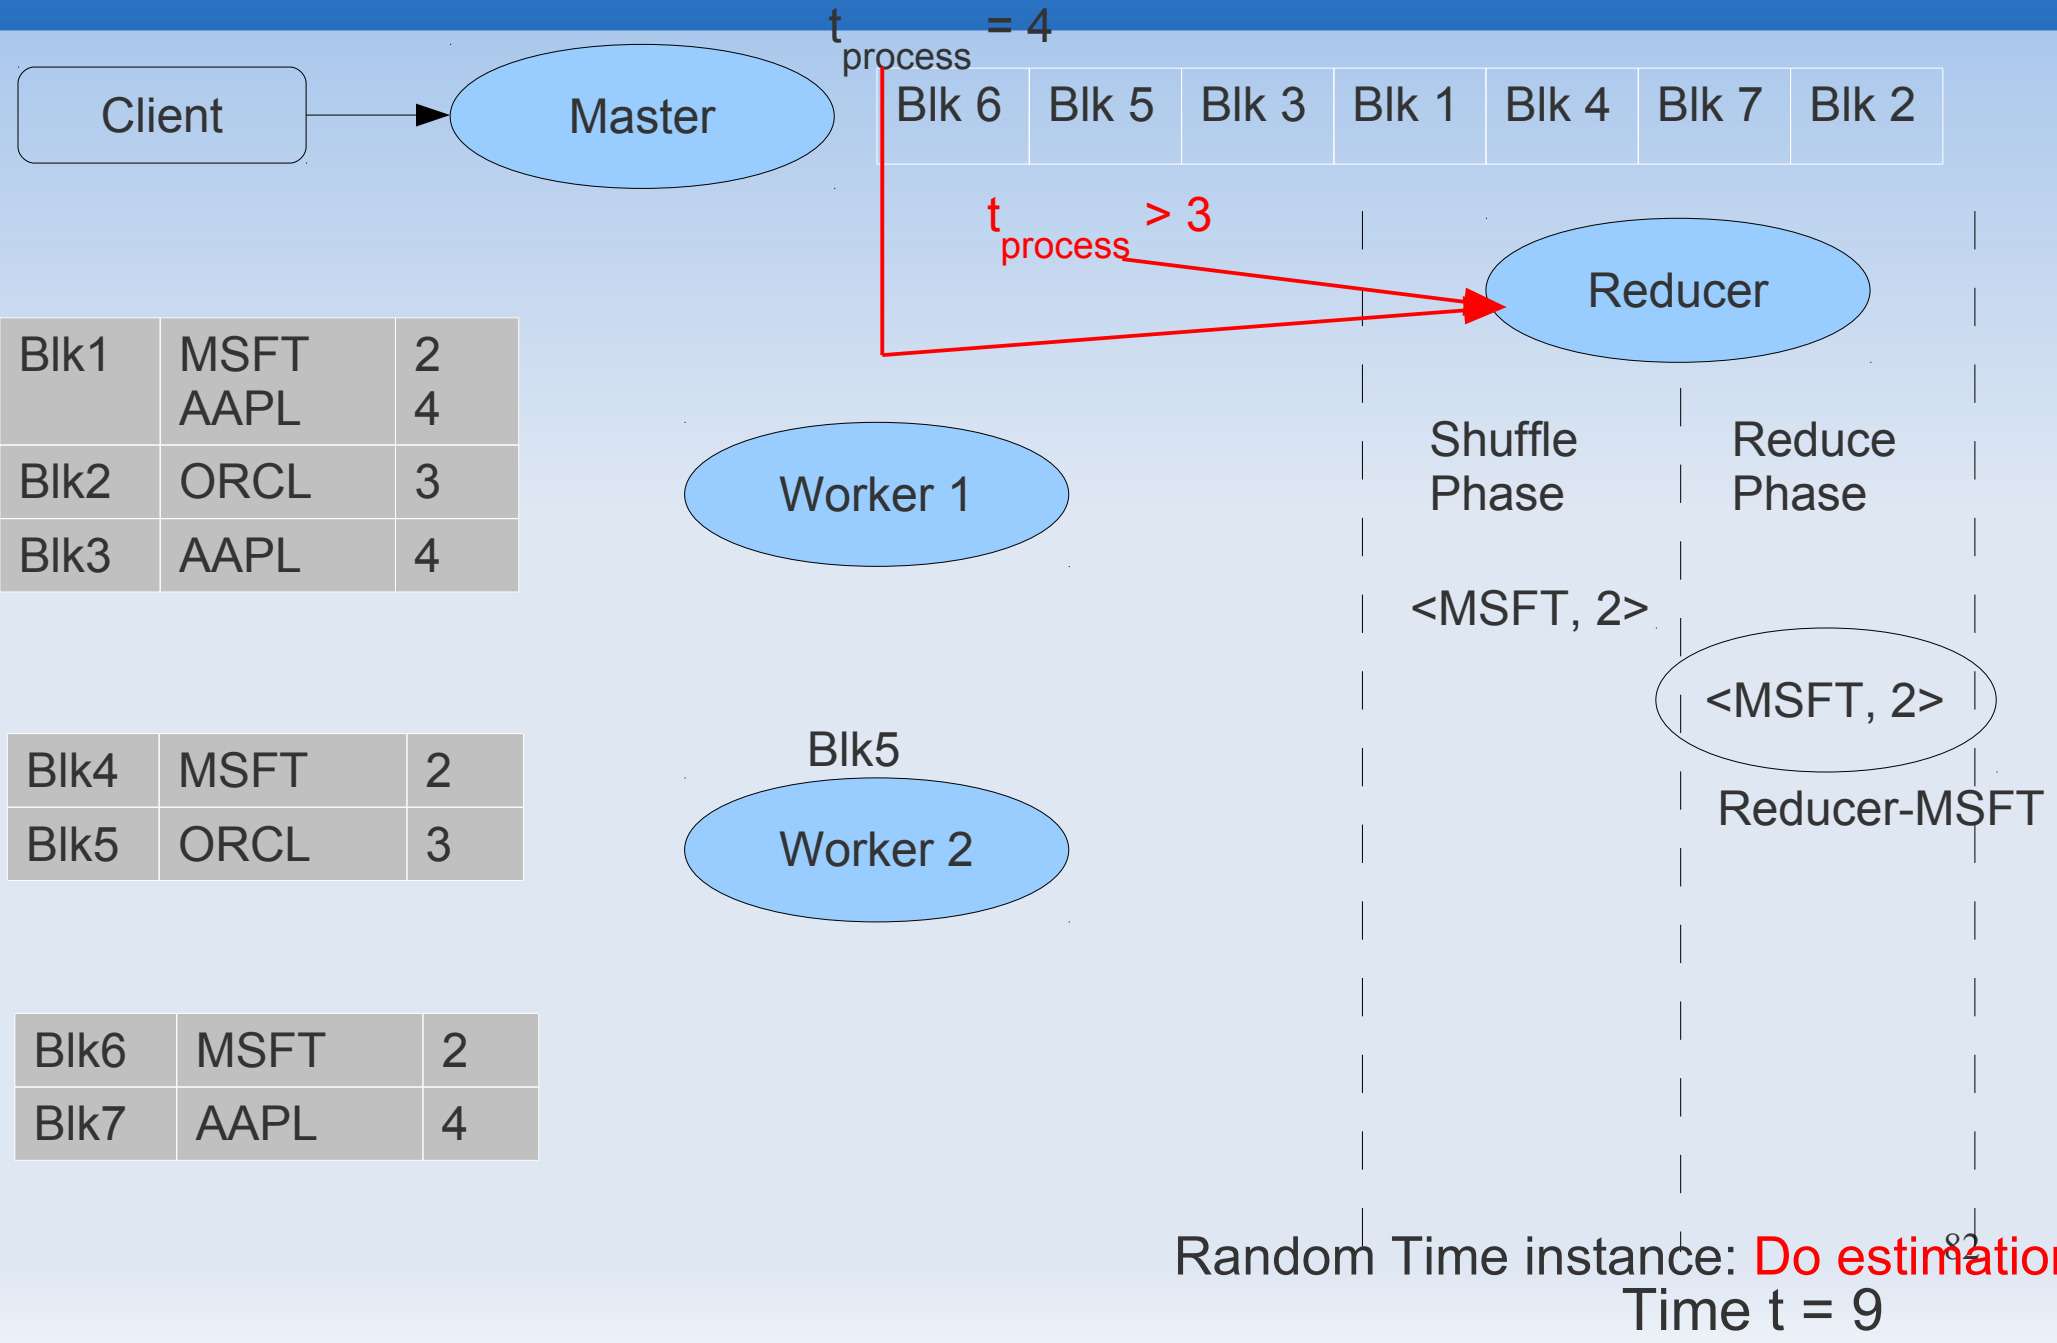 t process = 4
Client
Master
Blk 6 Blk 5 Blk 3 Blk 1 Blk 4 Blk 7 Blk 2
t process > 3
Reducer
Blk1 MSFT 2
AAPL 4
Blk2 ORCL 3
Blk3 AAPL 4
Worker 1
Shuffle
Phase
Reduce
Phase
<MSFT, 2>
<MSFT, 2>
Reducer-MSFT
Blk4 MSFT 2
Blk5 ORCL 3
Blk5
Worker 2
Blk6 MSFT 2
Blk7 AAPL 4
Random Time instance: Do estimation
82
Time t = 9